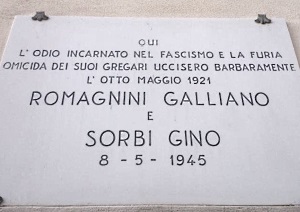 QUI
L'ODIO INCARNATO NEL FASCISMO E LA FURIA
OMICIDA DEI SUOI GREGARI UCCISERO BARBARAMENTE
L'OTTO MAGGIO 1921
ROMAGNINI GALLIANO
E
SORBI GINO
8-5-1945